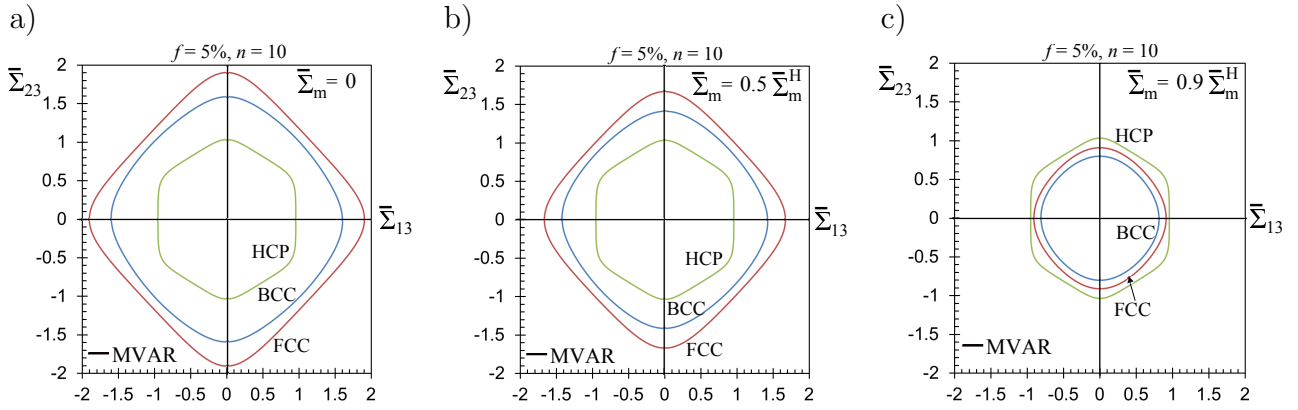 a)
f = 5%, n = 10
Σ̄m = 0
Σ̄23
2
1.5
1
0.5
0
-0.5
-1
-1.5
-2
HCP
BCC
FCC
MVAR
Σ̄13
-2 -1.5 -1 -0.5 0 0.5 1 1.5 2
b)
f = 5%, n = 10
Σ̄m = 0.5 Σ̄mH
Σ̄23
2
1.5
1
0.5
0
-0.5
-1
-1.5
-2
HCP
BCC
FCC
MVAR
Σ̄13
-2 -1.5 -1 -0.5 0 0.5 1 1.5 2
c)
f = 5%, n = 10
Σ̄m = 0.9 Σ̄mH
Σ̄23
2
1.5
1
0.5
0
-0.5
-1
-1.5
-2
HCP
BCC
FCC
MVAR
Σ̄13
-2 -1.5 -1 -0.5 0 0.5 1 1.5 2